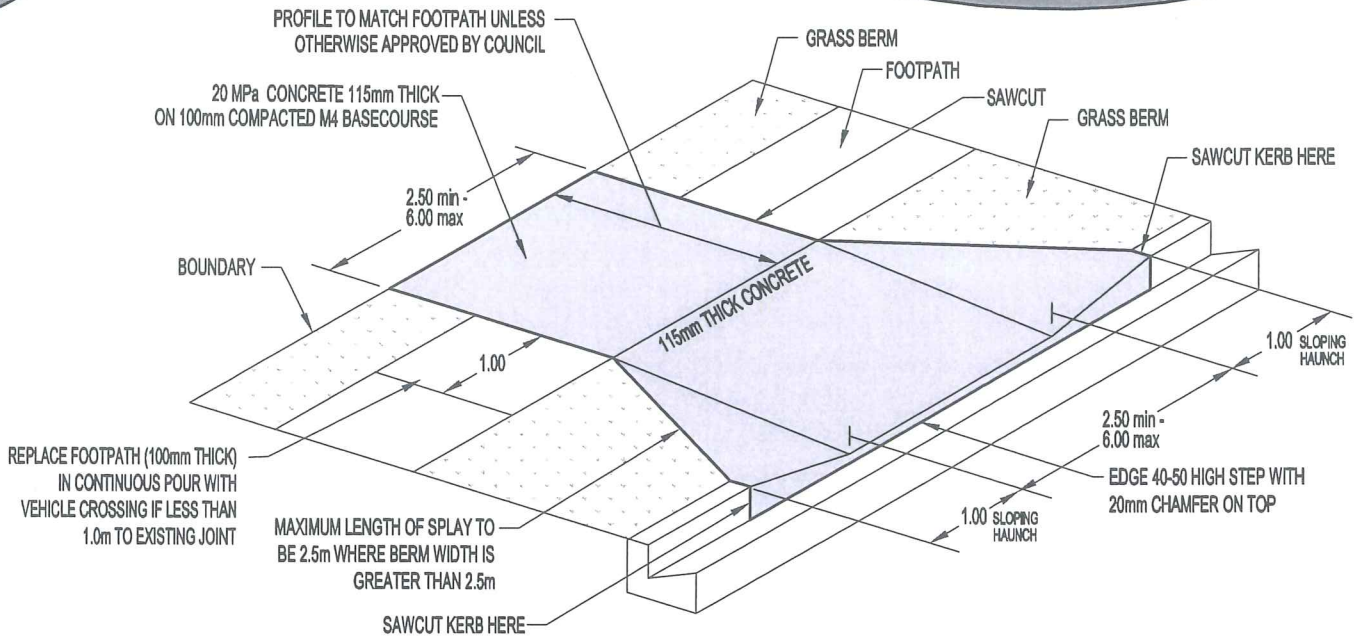 PROFILE TO MATCH FOOTPATH UNLESS
OTHERWISE APPROVED BY COUNCIL
GRASS BERM
FOOTPATH
20 MPa CONCRETE 115mm THICK
ON 100mm COMPACTED M4 BASECOURSE
SAWCUT
GRASS BERM
SAWCUT KERB HERE
2.50 min -
6.00 max
BOUNDARY
115mm THICK CONCRETE
1.00
1.00 SLOPING
HAUNCH
2.50 min -
6.00 max
REPLACE FOOTPATH (100mm THICK)
IN CONTINUOUS POUR WITH
VEHICLE CROSSING IF LESS THAN
1.0m TO EXISTING JOINT
EDGE 40-50 HIGH STEP WITH
20mm CHAMFER ON TOP
MAXIMUM LENGTH OF SPLAY TO
BE 2.5m WHERE BERM WIDTH IS
GREATER THAN 2.5m
1.00 SLOPING
HAUNCH
SAWCUT KERB HERE